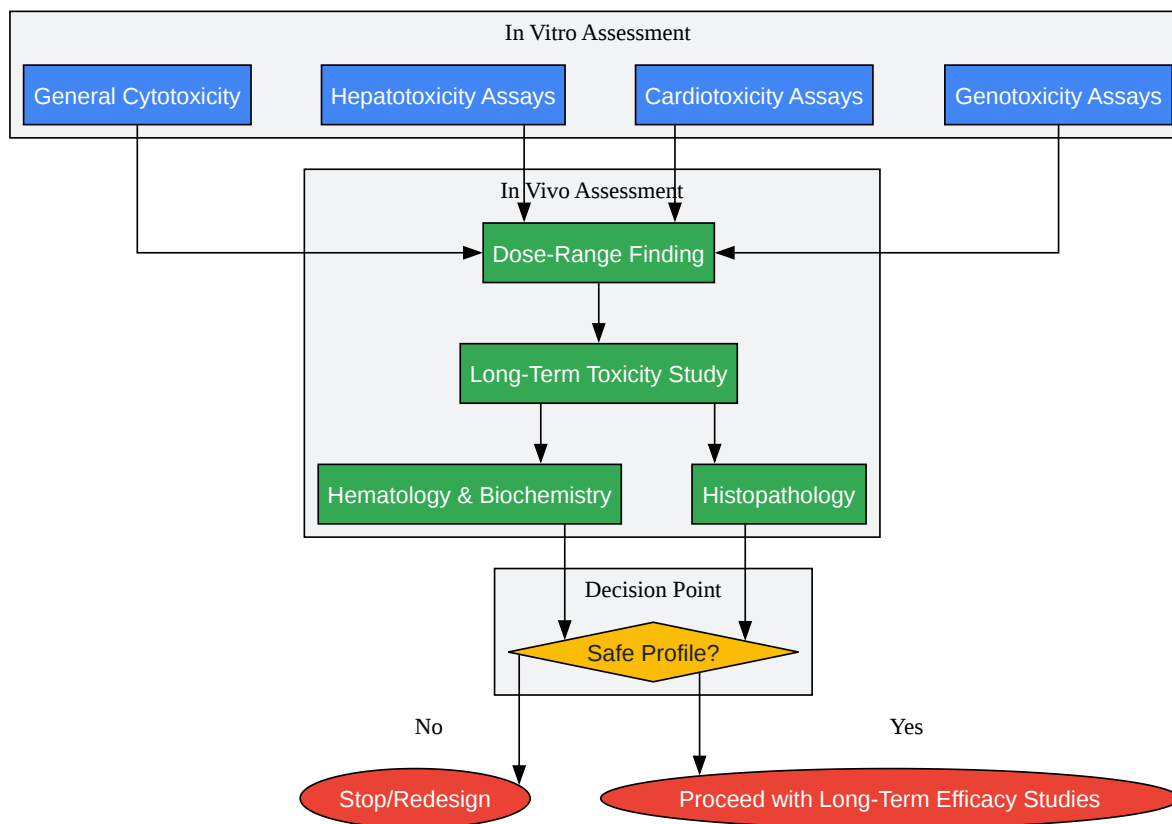 In Vitro Assessment
General Cytotoxicity
Hepatotoxicity Assays
Cardiotoxicity Assays
Genotoxicity Assays
In Vivo Assessment
Dose-Range Finding
Long-Term Toxicity Study
Hematology & Biochemistry
Histopathology
Decision Point
Safe Profile?
No
Yes
Stop/Redesign
Proceed with Long-Term Efficacy Studies